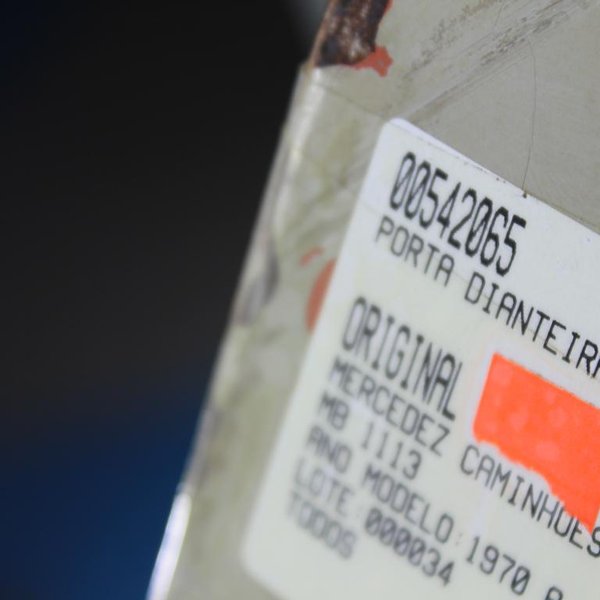 00542065
PORTA DIANTEIRA
ORIGINAL
MERCEDEZ CAMINHOES
MB 1113
ANO MODELO:1970 A
LOTE:000034
TODOS